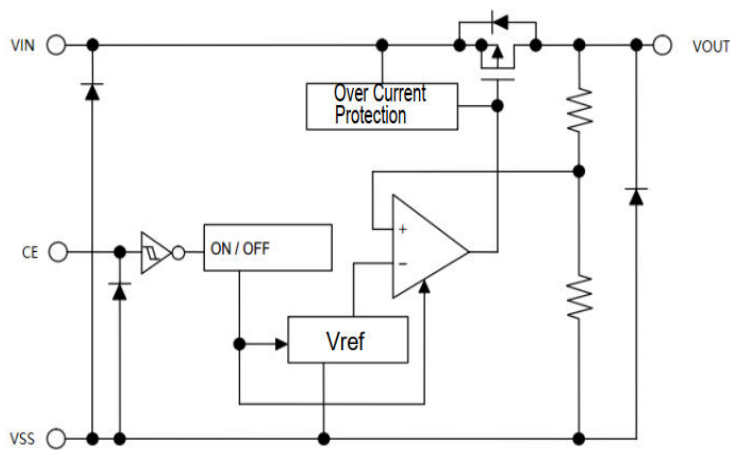 VIN
VOUT
Over Current
Protection
+
CE
ON / OFF
-
Vref
VSS